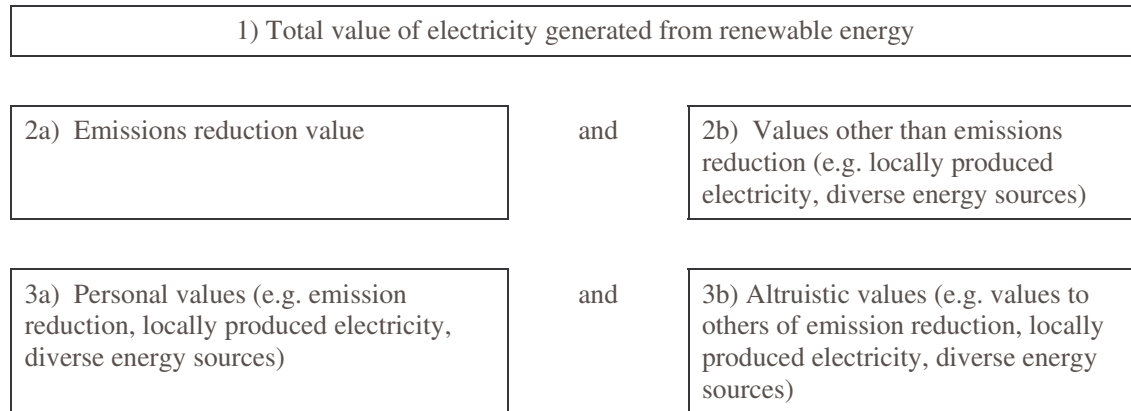 1) Total value of electricity generated from renewable energy
2a) Emissions reduction value
and
2b) Values other than emissions
reduction (e.g. locally produced
electricity, diverse energy sources)
3a) Personal values (e.g. emission
reduction, locally produced electricity,
diverse energy sources)
and
3b) Altruistic values (e.g. values to
others of emission reduction, locally
produced electricity, diverse energy
sources)